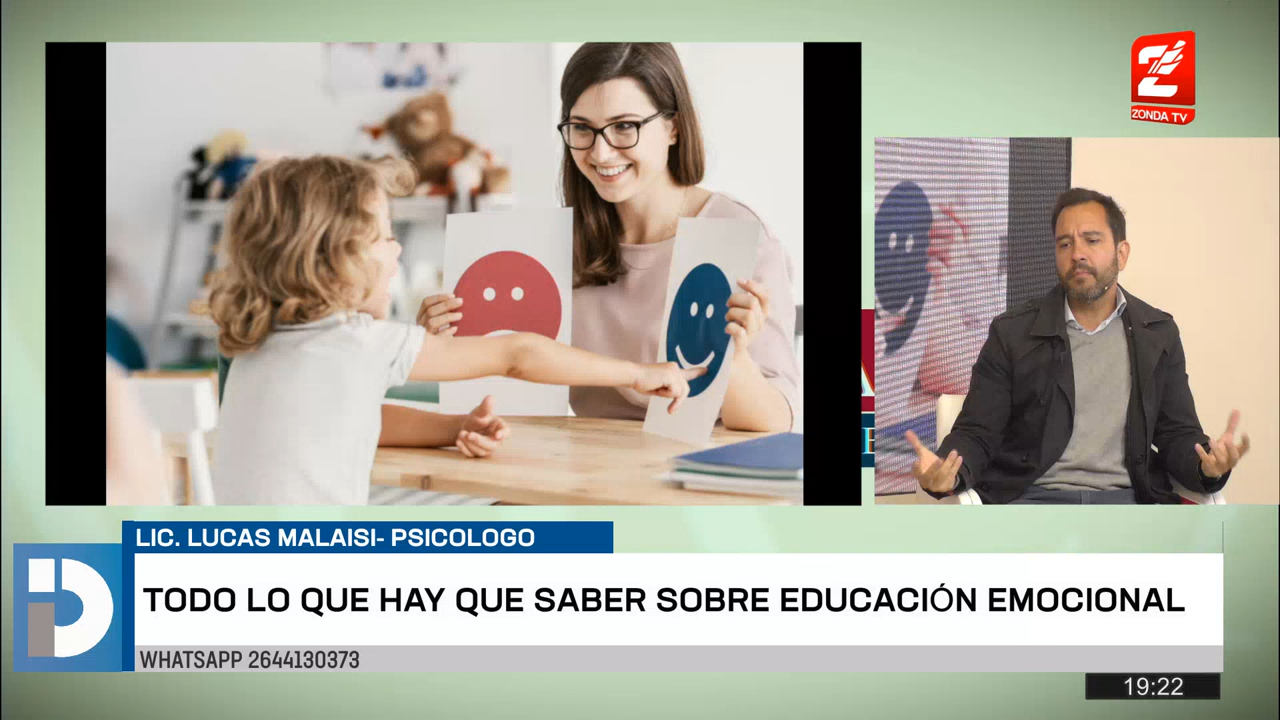 ZONDA TV
LIC. LUCAS MALAISI- PSICOLOGO
TODO LO QUE HAY QUE SABER SOBRE EDUCACIÓN EMOCIONAL
WHATSAPP 2644130373
19:22